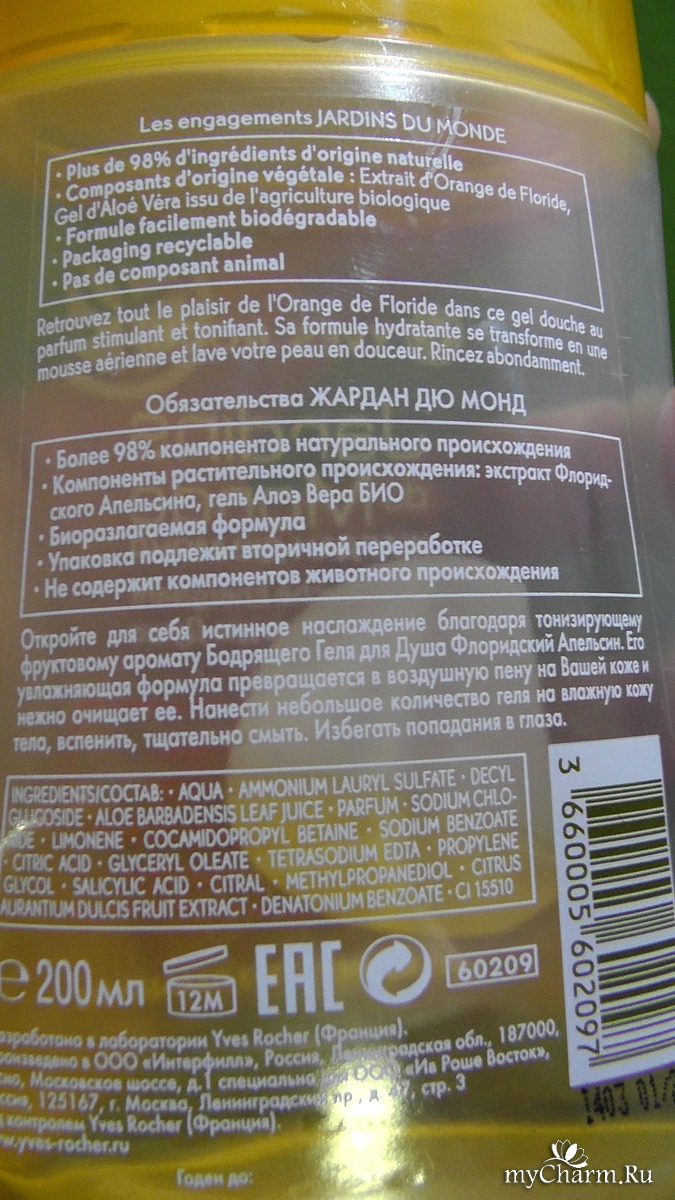 Les engagements JARDINS DU MONDE
• Plus de 98% d'ingrédients d'origine naturelle
• Composants d'origine végétale : Extrait d'Orange de Floride,
Gel d'Aloé Véra issu de l'agriculture biologique
• Formule facilement biodégradable
• Packaging recyclable
• Pas de composant animal
Retrouvez tout le plaisir de l'Orange de Floride dans ce gel douche au
parfum stimulant et tonifiant. Sa formule hydratante se transforme en une
mousse aérienne et lave votre peau en douceur. Rincez abondamment.
Обязательства ЖАРДАН ДЮ МОНД
• Более 98% компонентов натурального происхождения
• Компоненты растительного происхождения: экстракт Флорид-
ского Апельсина, гель Алоэ Вера БИО
• Биоразлагаемая формула
• Упаковка подлежит вторичной переработке
• Не содержит компонентов животного происхождения
Откройте для себя истинное наслаждение благодаря тонизирующему
фруктовому аромату Бодрящего Геля для Душа Флоридский Апельсин. Его
увлажняющая формула превращается в воздушную пену на Вашей коже и
нежно очищает ее. Нанести небольшое количество геля на влажную кожу
тела, вспенить, тщательно смыть. Избегать попадания в глаза.
INGREDIENTS/СОСТАВ: • AQUA • AMMONIUM LAURYL SULFATE • DECYL
GLUCOSIDE • ALOE BARBADENSIS LEAF JUICE • PARFUM • SODIUM CHLO-
RIDE • LIMONENE • COCAMIDOPROPYL BETAINE • SODIUM BENZOATE
• CITRIC ACID • GLYCERYL OLEATE • TETRASODIUM EDTA • PROPYLENE
GLYCOL • SALICYLIC ACID • CITRAL • METHYLPROPANEDIOL • CITRUS
AURANTIUM DULCIS FRUIT EXTRACT • DENATONIUM BENZOATE • CI 15510
3 660005 602097
e 200 мл 12M EAC 60209
азработано в лаборатории Yves Rocher (Франция).
роизведено в ООО «Интерфилл», Россия, Ленинградская обл., 187000,
сно, Московское шоссе, д.1 специально для ООО «Ив Роше Восток»,
ссия, 125167, г. Москва, Ленинградский пр , д. 47, стр. 3
контролем Yves Rocher (Франция).
w.yves-rocher.ru
1403 01/
Годен до:
myCharm.Ru